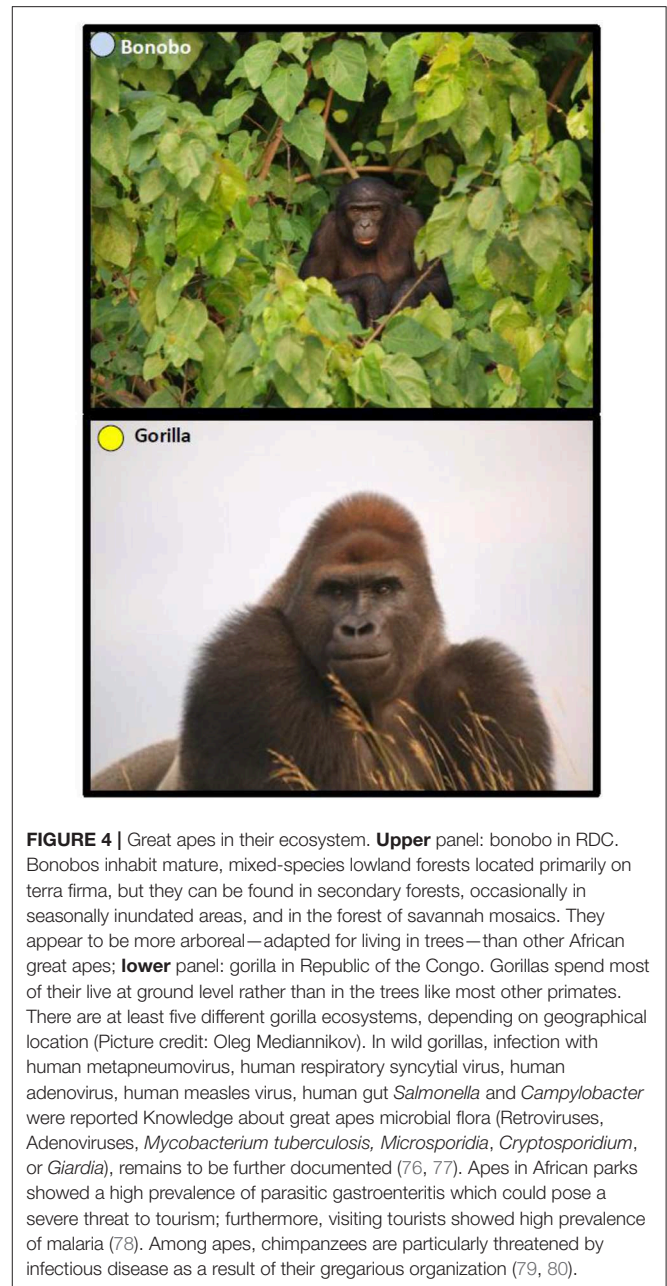 Bonobo
Gorilla
FIGURE 4 | Great apes in their ecosystem. Upper panel: bonobo in RDC.
Bonobos inhabit mature, mixed-species lowland forests located primarily on
terra firma, but they can be found in secondary forests, occasionally in
seasonally inundated areas, and in the forest of savannah mosaics. They
appear to be more arboreal—adapted for living in trees—than other African
great apes; lower panel: gorilla in Republic of the Congo. Gorillas spend most
of their live at ground level rather than in the trees like most other primates.
There are at least five different gorilla ecosystems, depending on geographical
location (Picture credit: Oleg Mediannikov). In wild gorillas, infection with
human metapneumovirus, human respiratory syncytial virus, human
adenovirus, human measles virus, human gut Salmonella and Campylobacter
were reported Knowledge about great apes microbial flora (Retroviruses,
Adenoviruses, Mycobacterium tuberculosis, Microsporidia, Cryptosporidium,
or Giardia), remains to be further documented (76, 77). Apes in African parks
showed a high prevalence of parasitic gastroenteritis which could pose a
severe threat to tourism; furthermore, visiting tourists showed high prevalence
of malaria (78). Among apes, chimpanzees are particularly threatened by
infectious disease as a result of their gregarious organization (79, 80).